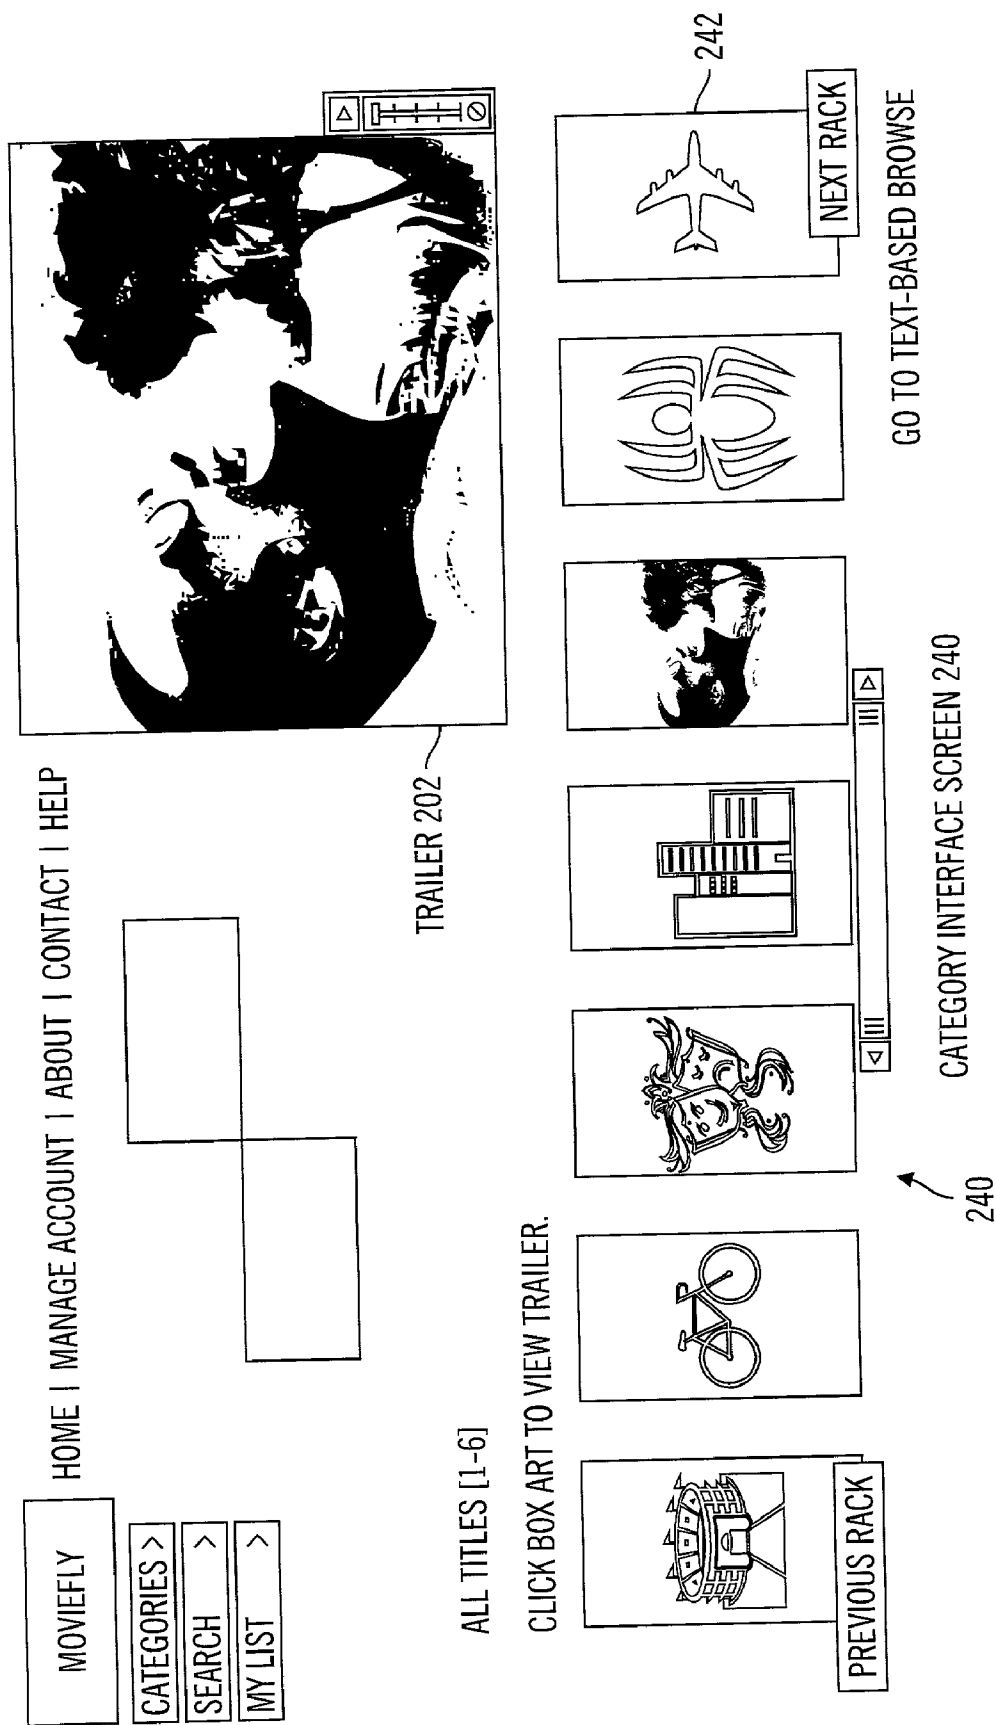 MOVIEFLY
HOME | MANAGE ACCOUNT | ABOUT | CONTACT | HELP
CATEGORIES >
SEARCH >
MY LIST >
TRAILER 202
ALL TITLES [1-6]
CLICK BOX ART TO VIEW TRAILER.
242
PREVIOUS RACK
NEXT RACK
GO TO TEXT-BASED BROWSE
240
CATEGORY INTERFACE SCREEN 240